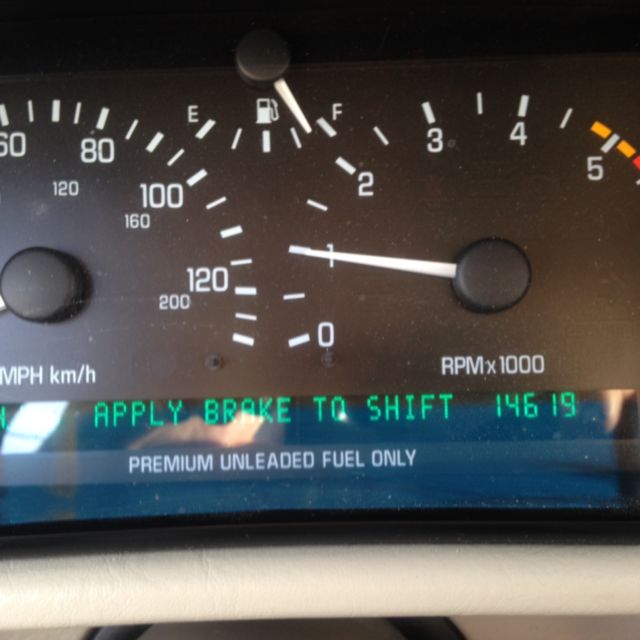 E F
60 80 3 4 5
120 100 2
160
120 1
200
0
MPH km/h RPM x 1000
APPLY BRAKE TO SHIFT 14619
PREMIUM UNLEADED FUEL ONLY